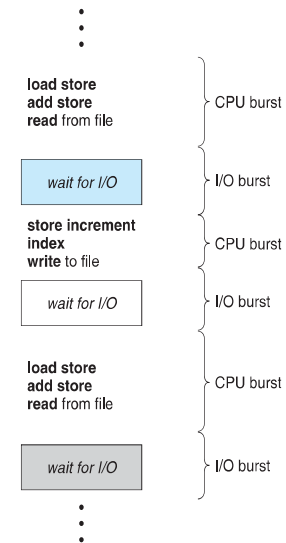 load store
add store
read from file
CPU burst
wait for I/O
I/O burst
store increment
index
write to file
CPU burst
wait for I/O
I/O burst
load store
add store
read from file
CPU burst
wait for I/O
I/O burst